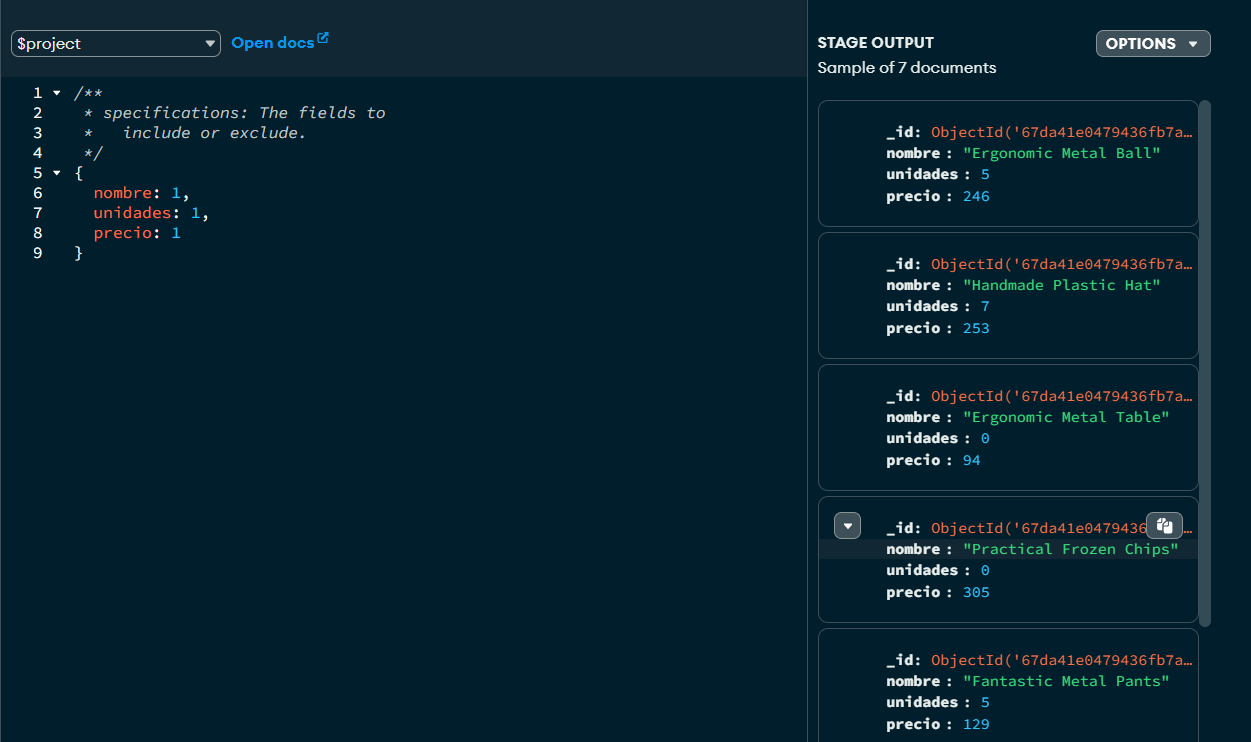 $project
Open docs
1 /**
2 * specifications: The fields to
3 * include or exclude.
4 */
5 {
6 nombre: 1,
7 unidades: 1,
8 precio: 1
9 }
STAGE OUTPUT
OPTIONS
Sample of 7 documents
_id: ObjectId('67da41e0479436fb7a…
nombre : "Ergonomic Metal Ball"
unidades : 5
precio : 246
_id: ObjectId('67da41e0479436fb7a…
nombre : "Handmade Plastic Hat"
unidades : 7
precio : 253
_id: ObjectId('67da41e0479436fb7a…
nombre : "Ergonomic Metal Table"
unidades : 0
precio : 94
_id: ObjectId('67da41e0479436…
nombre : "Practical Frozen Chips"
unidades : 0
precio : 305
_id: ObjectId('67da41e0479436fb7a…
nombre : "Fantastic Metal Pants"
unidades : 5
precio : 129